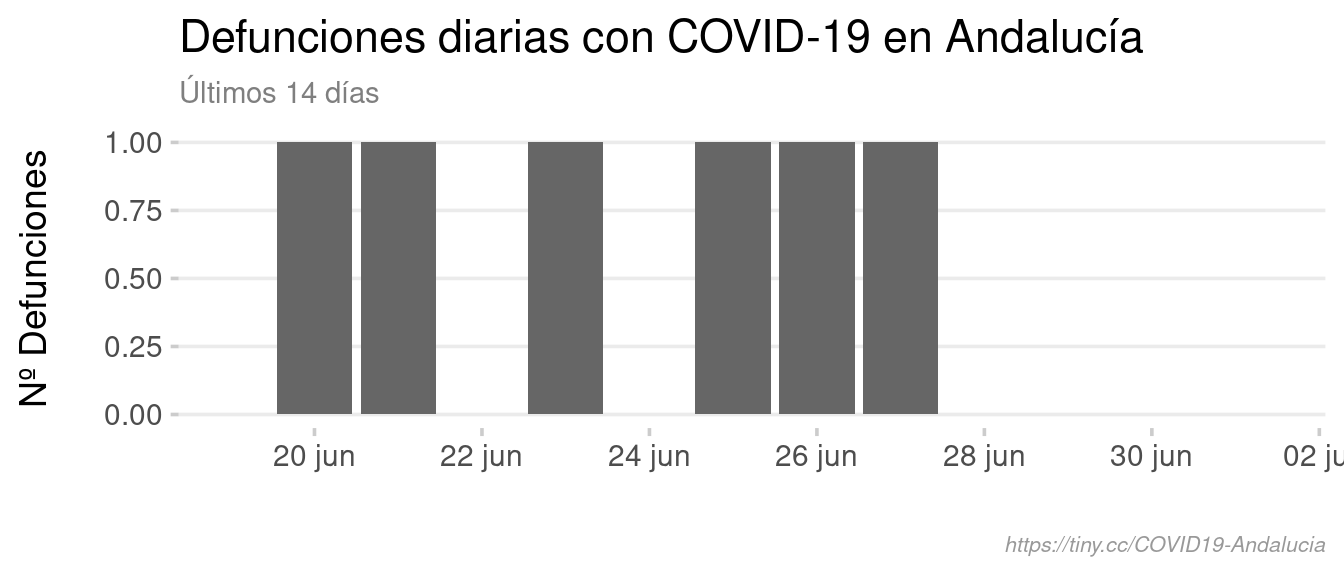 Defunciones diarias con COVID-19 en Andalucía
Últimos 14 días
Nº Defunciones
1.00
0.75
0.50
0.25
0.00
20 jun 22 jun 24 jun 26 jun 28 jun 30 jun 02 ju
https://tiny.cc/COVID19-Andalucia